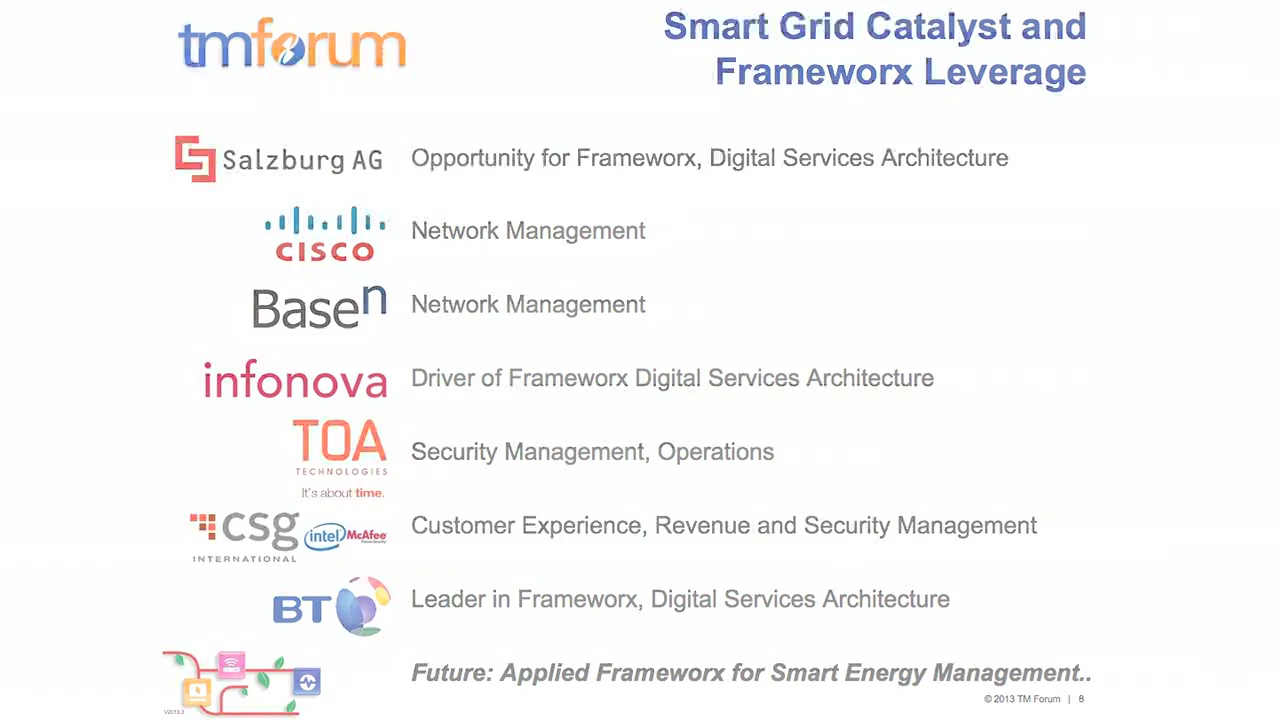 tmforum
Smart Grid Catalyst and
Frameworx Leverage
Salzburg AG
Opportunity for Frameworx, Digital Services Architecture
CISCO
Network Management
Basen
Network Management
infonova
Driver of Frameworx Digital Services Architecture
TOA
TECHNOLOGIES
It's about time.
Security Management, Operations
csg
INTERNATIONAL
intel
McAfee
Customer Experience, Revenue and Security Management
BT
Leader in Frameworx, Digital Services Architecture
Future: Applied Frameworx for Smart Energy Management..
© 2013 TM Forum | 8
V2013.3